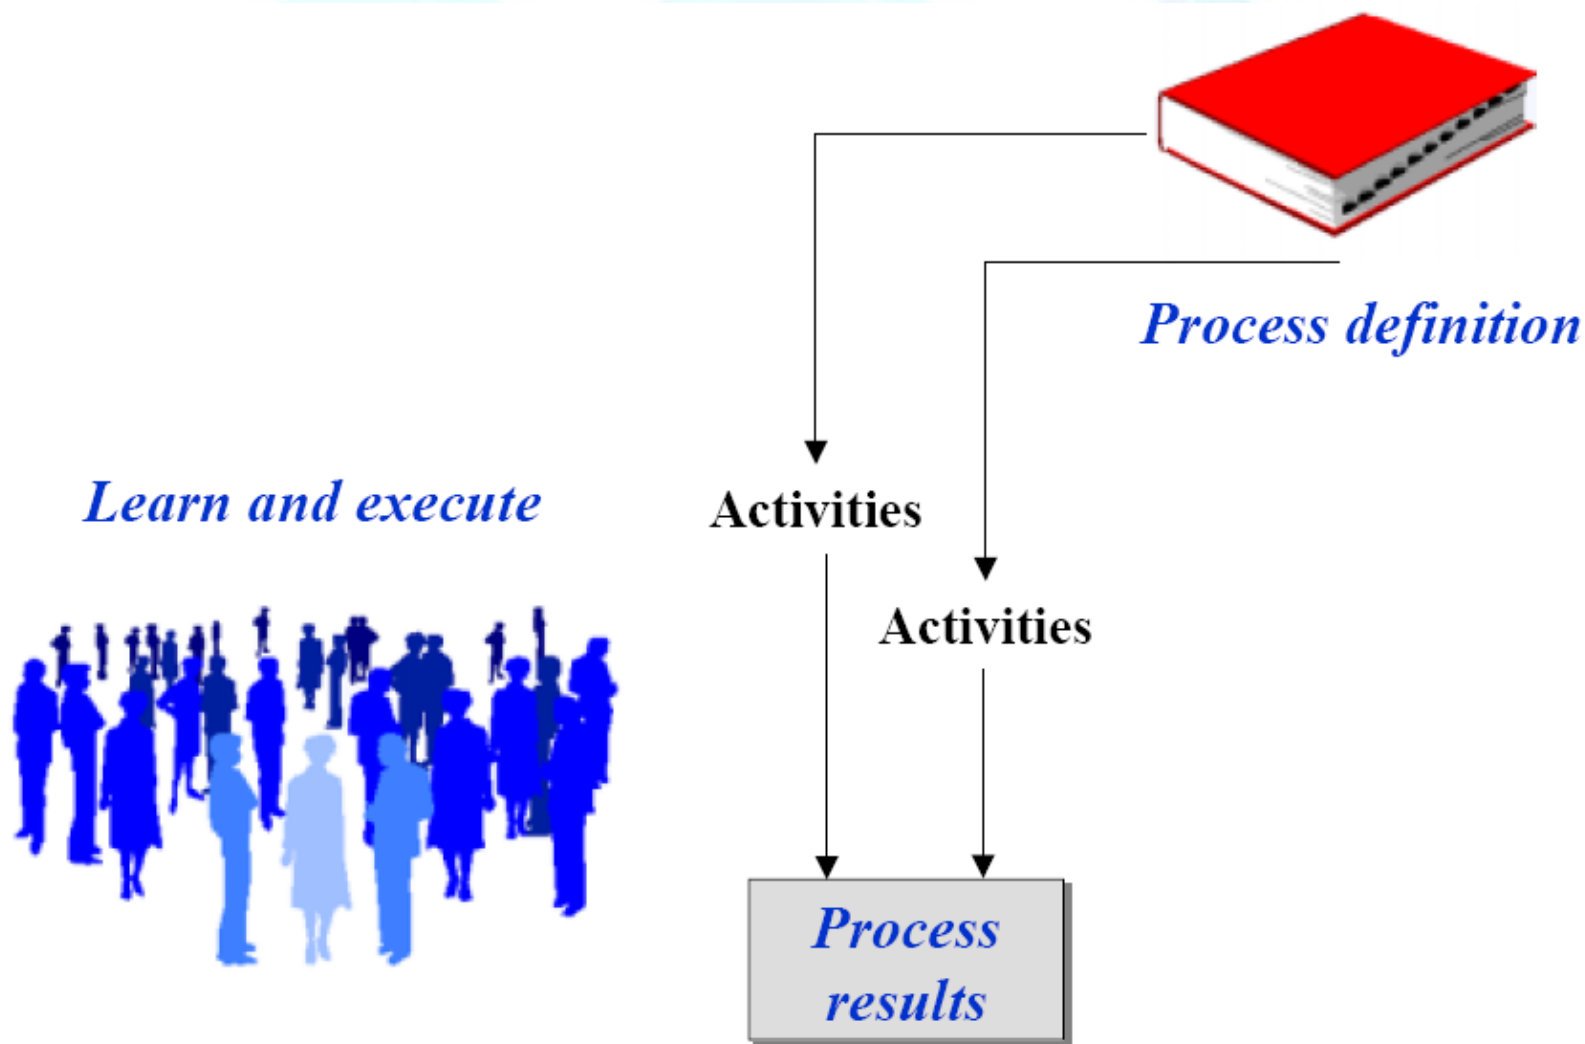 Process definition
Learn and execute
Activities
Activities
Process
results